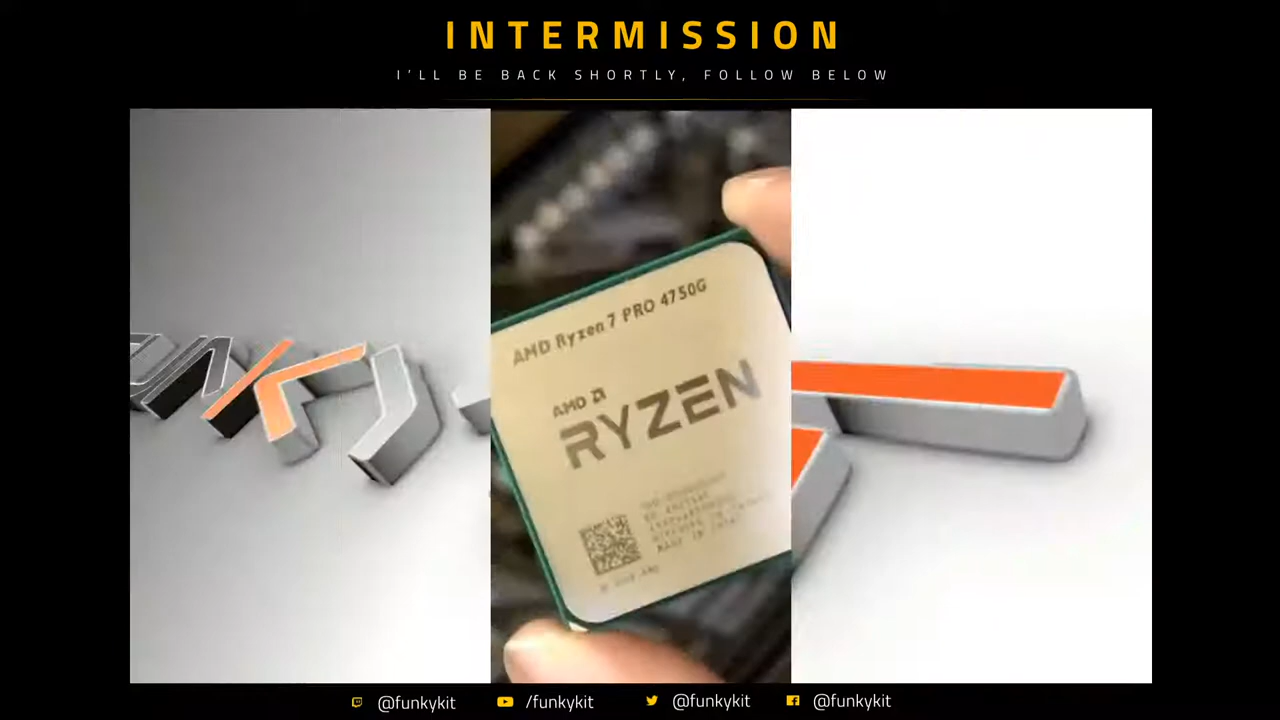 INTERMISSION
I'LL BE BACK SHORTLY, FOLLOW BELOW
AMD Ryzen 7 PRO 4750G
AMD
RYZEN
@funkykit
/funkykit
@funkykit
@funkykit